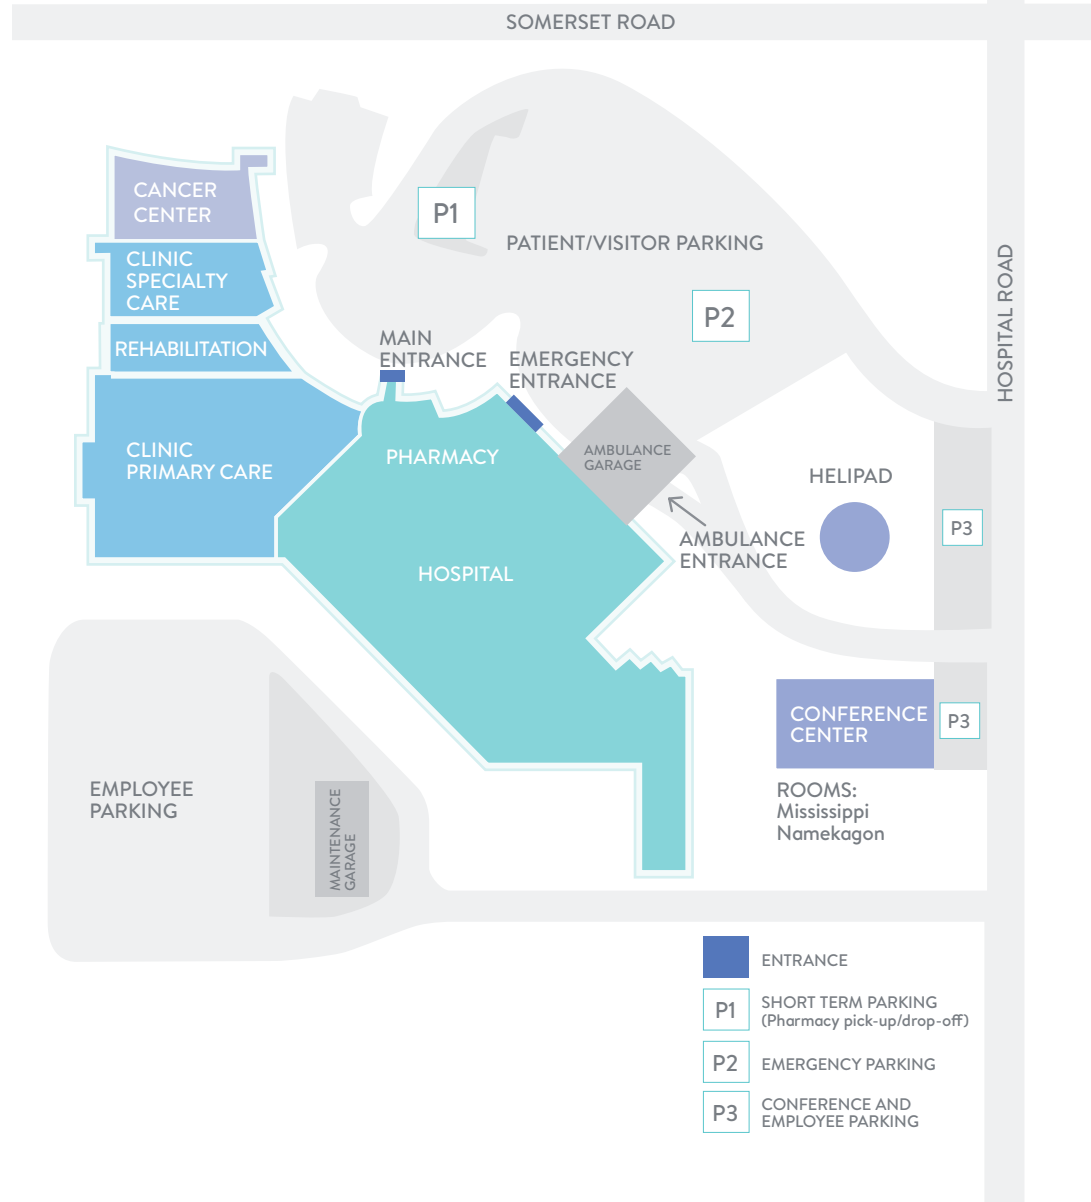 SOMERSET ROAD
CANCER
CENTER
P1
PATIENT/VISITOR PARKING
CLINIC
SPECIALTY
CARE
P2
HOSPITAL ROAD
REHABILITATION
MAIN
ENTRANCE
EMERGENCY
ENTRANCE
CLINIC
PRIMARY CARE
PHARMACY
AMBULANCE
GARAGE
HELIPAD
P3
AMBULANCE
ENTRANCE
HOSPITAL
CONFERENCE
CENTER
P3
ROOMS:
Mississippi
Namekagon
EMPLOYEE
PARKING
MAINTENANCE
GARAGE
ENTRANCE
P1
SHORT TERM PARKING
(Pharmacy pick-up/drop-off)
P2
EMERGENCY PARKING
P3
CONFERENCE AND
EMPLOYEE PARKING